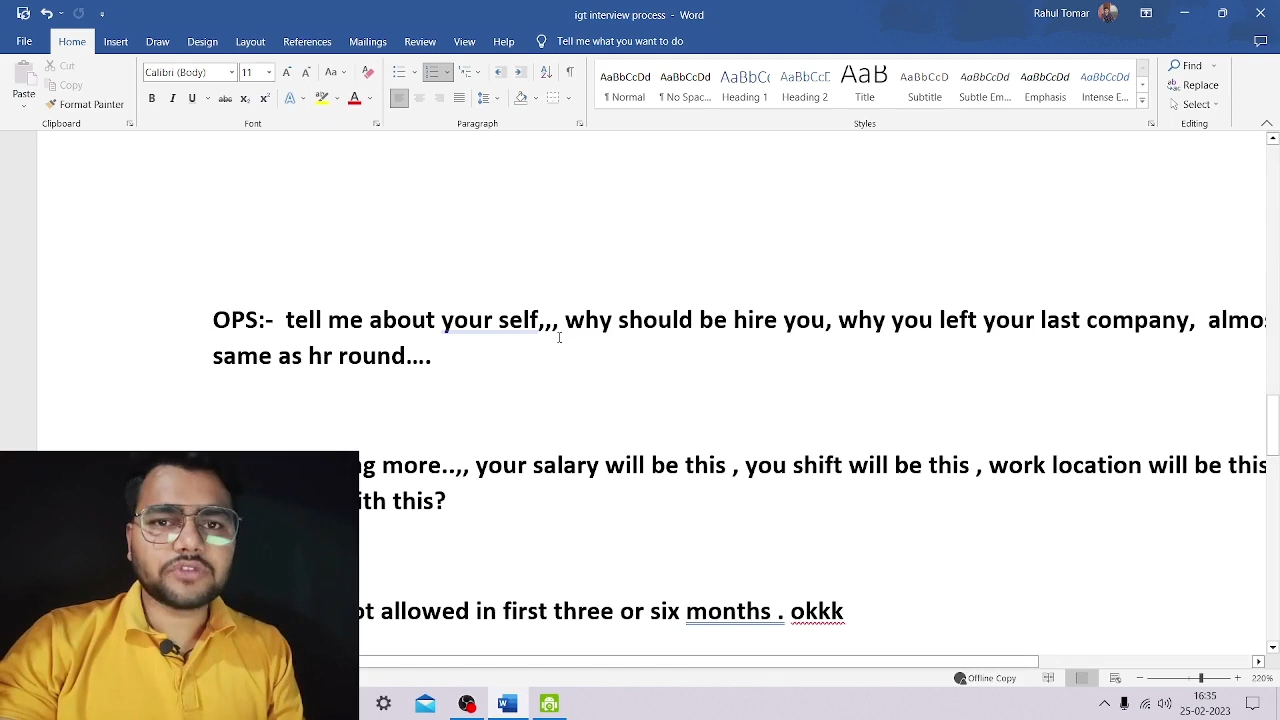 igt interview process - Word
Rahul Tomar
File Home Insert Draw Design Layout References Mailings Review View Help Tell me what you want to do
Paste Cut Copy Format Painter
Calibri (Body) 11
AaBbCcDd AaBbCcDd AaBbC AaBbCcD AaB AaBbCcDd AaBbCcDd AaBbCcDd AaBbCcDd
¶ Normal ¶ No Spac... Heading 1 Heading 2 Title Subtitle Subtle Em... Emphasis Intense E...
Find Replace Select
Clipboard Font Paragraph Styles Editing
OPS:- tell me about your self,,, why should be hire you, why you left your last company, almos
same as hr round....
ng more..,, your salary will be this , you shift will be this , work location will be this
ith this?
ot allowed in first three or six months . okkk
Offline Copy 220%
16:35
25-02-2023